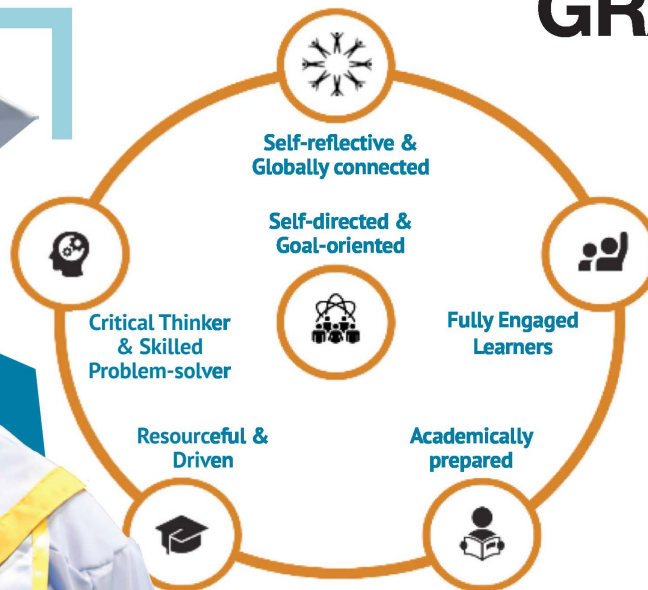 Self-reflective &
Globally connected
Self-directed &
Goal-oriented
Critical Thinker
& Skilled
Problem-solver
Fully Engaged
Learners
Resourceful &
Driven
Academically
prepared